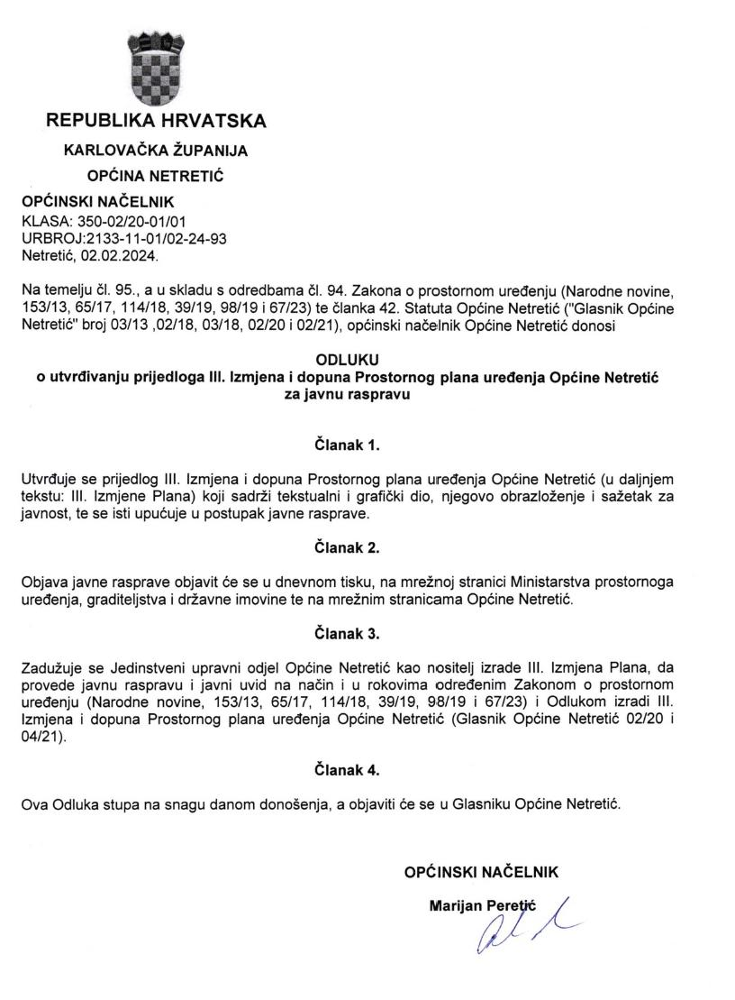 REPUBLIKA HRVATSKA
KARLOVAČKA ŽUPANIJA
OPĆINA NETRETIĆ
OPĆINSKI NAČELNIK
KLASA: 350-02/20-01/01
URBROJ:2133-11-01/02-24-93
Netretić, 02.02.2024.
Na temelju čl. 95., a u skladu s odredbama čl. 94. Zakona o prostornom uređenju (Narodne novine,
153/13, 65/17, 114/18, 39/19, 98/19 i 67/23) te članka 42. Statuta Općine Netretić ("Glasnik Općine
Netretić" broj 03/13 ,02/18, 03/18, 02/20 i 02/21), općinski načelnik Općine Netretić donosi
ODLUKU
o utvrđivanju prijedloga III. Izmjena i dopuna Prostornog plana uređenja Općine Netretić
za javnu raspravu
Članak 1.
Utvrđuje se prijedlog III. Izmjena i dopuna Prostornog plana uređenja Općine Netretić (u daljnjem
tekstu: III. Izmjene Plana) koji sadrži tekstualni i grafički dio, njegovo obrazloženje i sažetak za
javnost, te se isti upućuje u postupak javne rasprave.
Članak 2.
Objava javne rasprave objavit će se u dnevnom tisku, na mrežnoj stranici Ministarstva prostornoga
uređenja, graditeljstva i državne imovine te na mrežnim stranicama Općine Netretić.
Članak 3.
Zadužuje se Jedinstveni upravni odjel Općine Netretić kao nositelj izrade III. Izmjena Plana, da
provede javnu raspravu i javni uvid na način i u rokovima određenim Zakonom o prostornom
uređenju (Narodne novine, 153/13, 65/17, 114/18, 39/19, 98/19 i 67/23) i Odlukom izradi III.
Izmjena i dopuna Prostornog plana uređenja Općine Netretić (Glasnik Općine Netretić 02/20 i
04/21).
Članak 4.
Ova Odluka stupa na snagu danom donošenja, a objaviti će se u Glasniku Općine Netretić.
OPĆINSKI NAČELNIK
Marijan Peretić